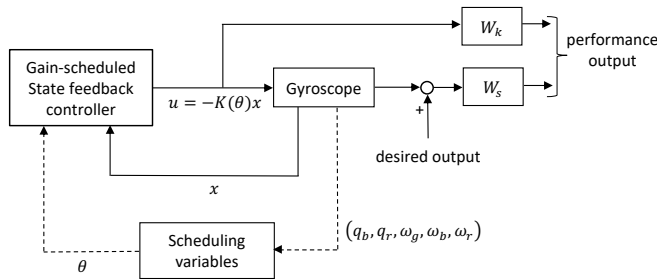 W_k
performance
output
Gain-scheduled
State feedback
controller
u = −K(θ)x
Gyroscope
W_s
+
desired output
x
(q_b, q_r, ω_g, ω_b, ω_r)
Scheduling
variables
θ